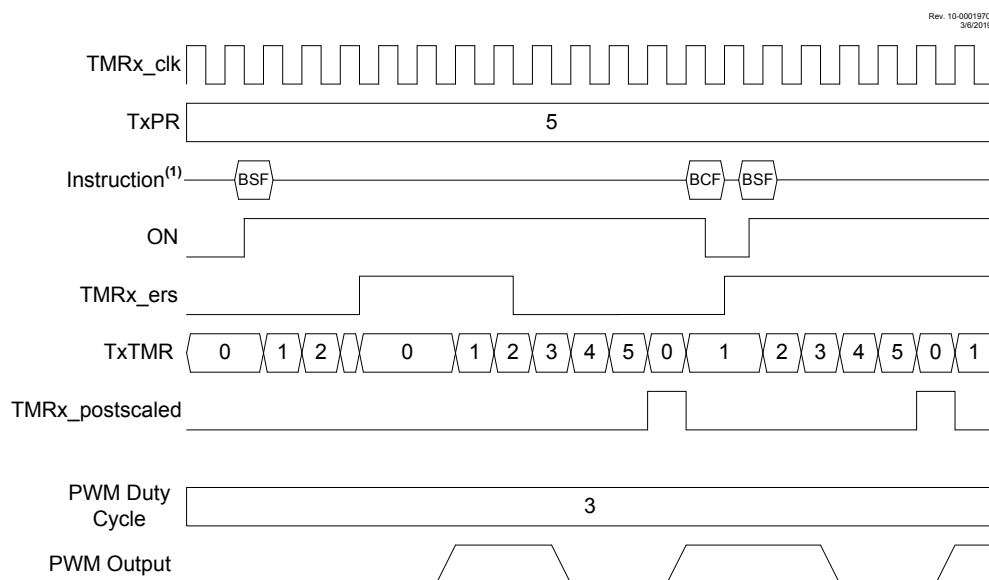 Rev. 10-000197C
3/6/2019
TMRx_clk
TxPR
5
Instruction(1)
BSF
BCF
BSF
ON
TMRx_ers
TxTMR
0 1 2 0 1 2 3 4 5 0 1 2 3 4 5 0 1
TMRx_postscaled
PWM Duty
Cycle
3
PWM Output